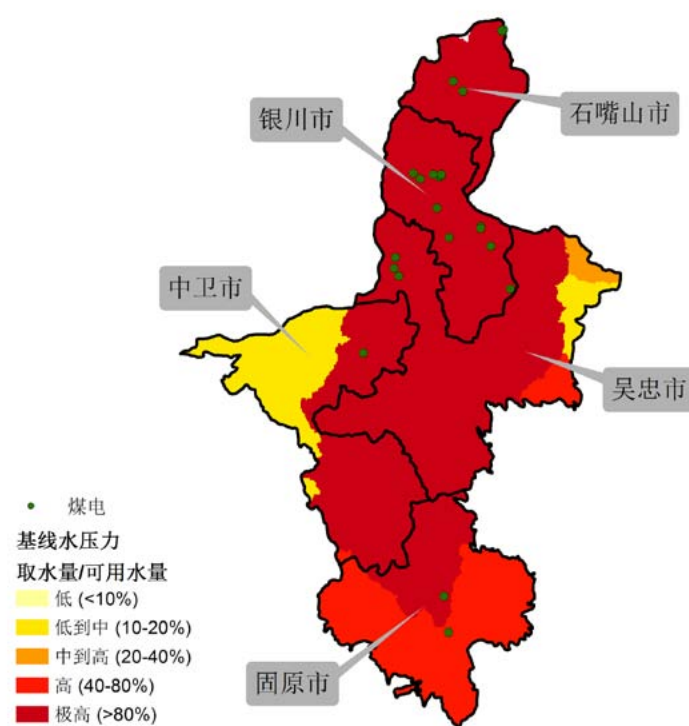 石嘴山市
银川市
中卫市
吴忠市
固原市
煤电
基线水压力
取水量/可用水量
低 (<10%)
低到中 (10-20%)
中到高 (20-40%)
高 (40-80%)
极高 (>80%)